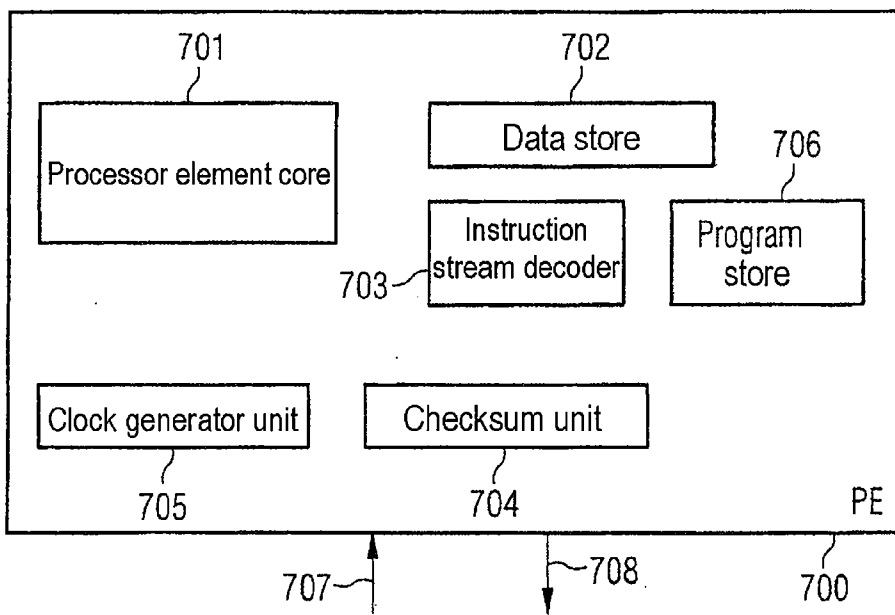 701
702
Processor element core
Data store
706
Instruction
stream decoder
703
Program
store
Clock generator unit
Checksum unit
705
704
PE
707
708
700